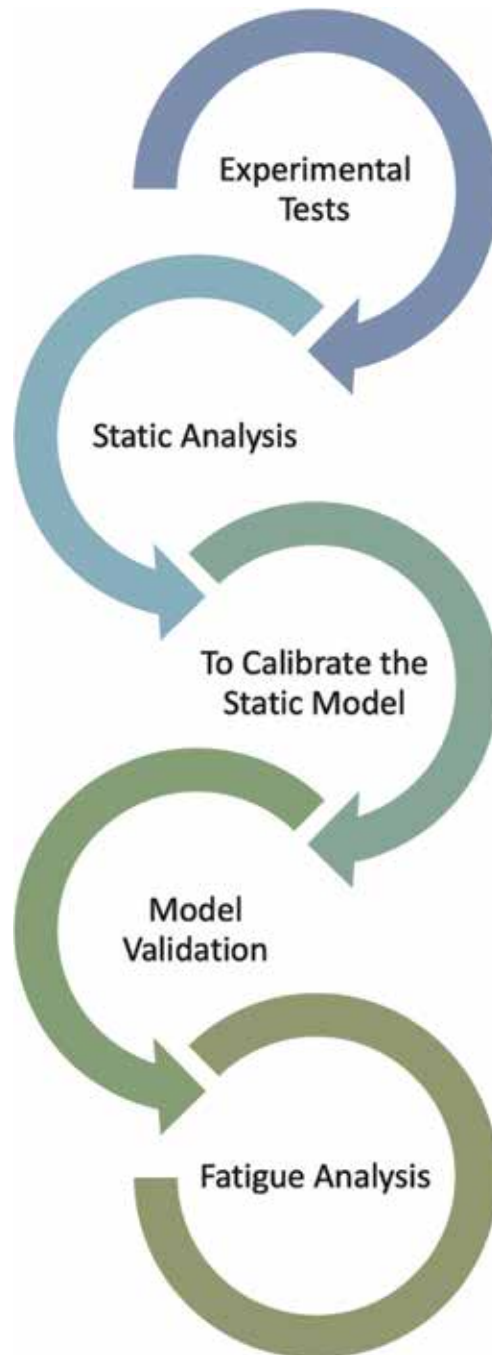 Experimental
Tests
Static Analysis
To Calibrate the
Static Model
Model
Validation
Fatigue Analysis